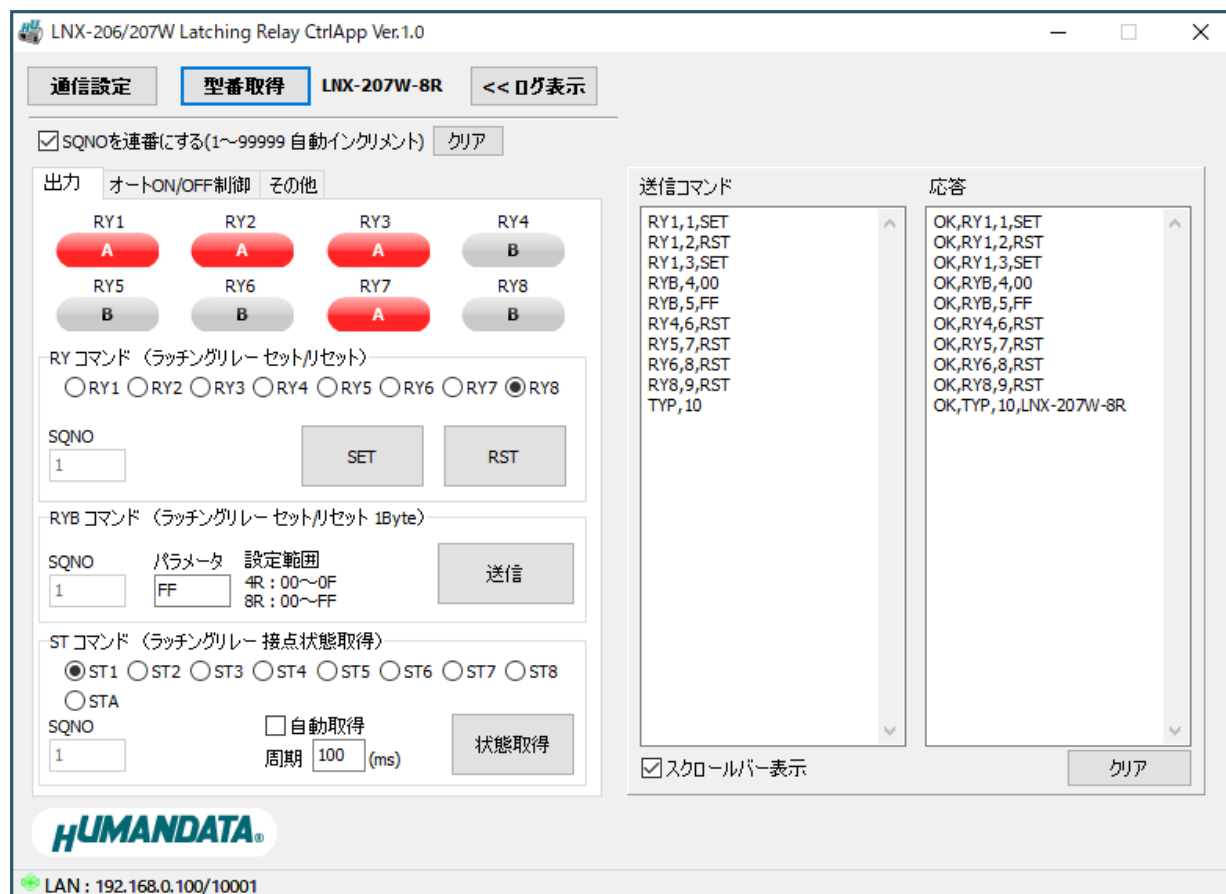 LNX-206/207W Latching Relay CtrlApp Ver.1.0
通信設定 型番取得 LNX-207W-8R <<ログ表示
SQNOを連番にする(1～99999 自動インクリメント) クリア
出力 オートON/OFF制御 その他
RY1 RY2 RY3 RY4
A A A B
RY5 RY6 RY7 RY8
B B A B
RY コマンド （ラッチングリレー セット/リセット）
RY1 RY2 RY3 RY4 RY5 RY6 RY7 RY8
SQNO
1
SET RST
RYB コマンド （ラッチングリレー セット/リセット 1Byte）
SQNO パラメータ 設定範囲
1 FF 4R : 00～0F
8R : 00～FF
送信
ST コマンド （ラッチングリレー 接点状態取得）
ST1 ST2 ST3 ST4 ST5 ST6 ST7 ST8
STA
SQNO 自動取得
1 周期 100 (ms) 状態取得
送信コマンド
RY1,1,SET
RY1,2,RST
RY1,3,SET
RYB,4,00
RYB,5,FF
RY4,6,RST
RY5,7,RST
RY6,8,RST
RY8,9,RST
TYP,10
応答
OK,RY1,1,SET
OK,RY1,2,RST
OK,RY1,3,SET
OK,RYB,4,00
OK,RYB,5,FF
OK,RY4,6,RST
OK,RY5,7,RST
OK,RY6,8,RST
OK,RY8,9,RST
OK,TYP,10,LNX-207W-8R
スクロールバー表示 クリア
HUMANDATA®
LAN : 192.168.0.100/10001